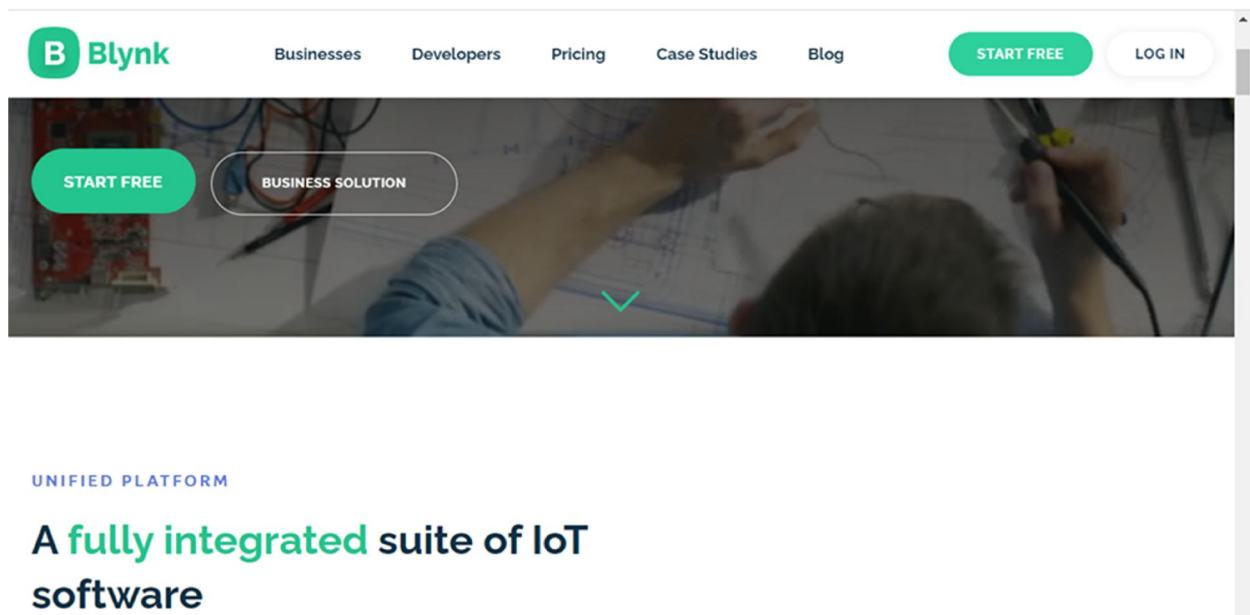 B Blynk Businesses Developers Pricing Case Studies Blog START FREE LOG IN
START FREE BUSINESS SOLUTION
UNIFIED PLATFORM
A fully integrated suite of IoT
software